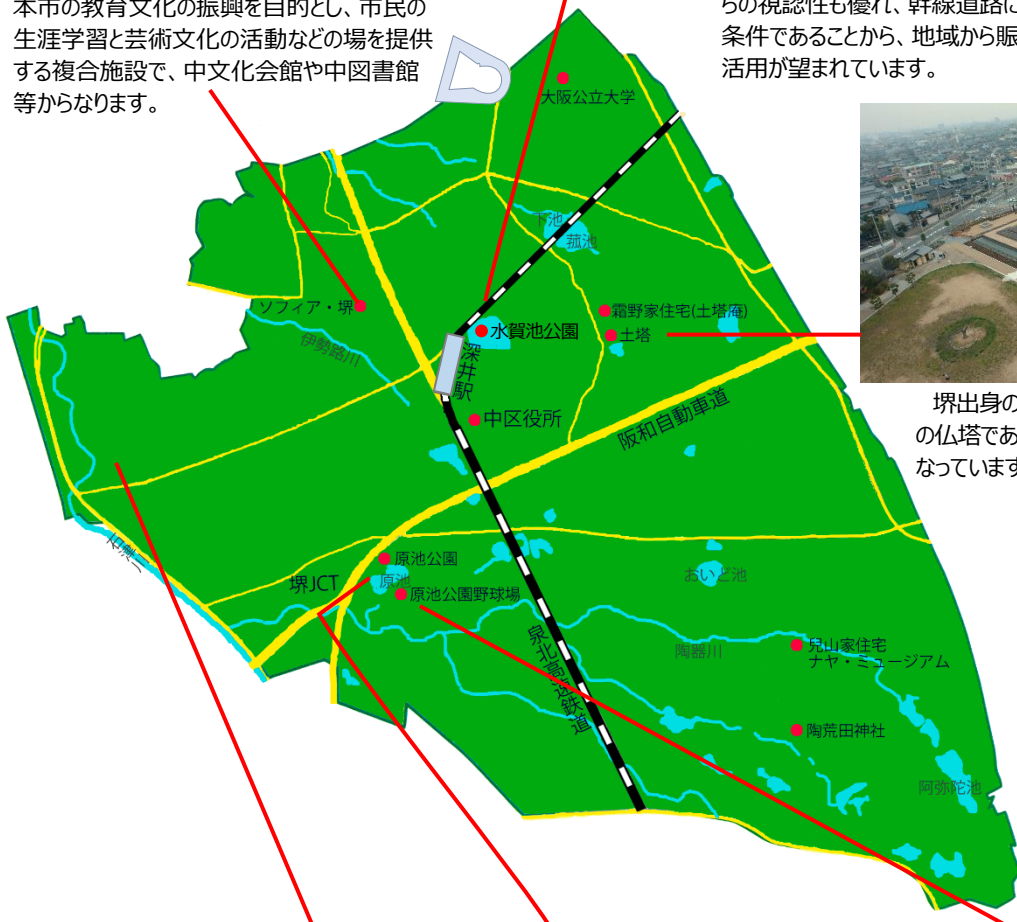 本市の教育文化の振興を目的とし、市民の
生涯学習と芸術文化の活動などの場を提供
する複合施設で、中文化会館や中図書館
等からなります。
らの視認性も優れ、幹線道路に
条件であることから、地域から賑
活用が望まれています。
大阪公立大学
下池
菰池
ソフィア・堺
霜野家住宅(土塔庵)
水賀池公園
土塔
伊勢路川
深井駅
中区役所
阪和自動車道
堺出身の
の仏塔であ
なっています
石津川
原池公園
堺JCT
原池
原池公園野球場
おいど池
泉北高速鉄道
陶器川
兒山家住宅
ナヤ・ミュージアム
陶荒田神社
阿弥陀池